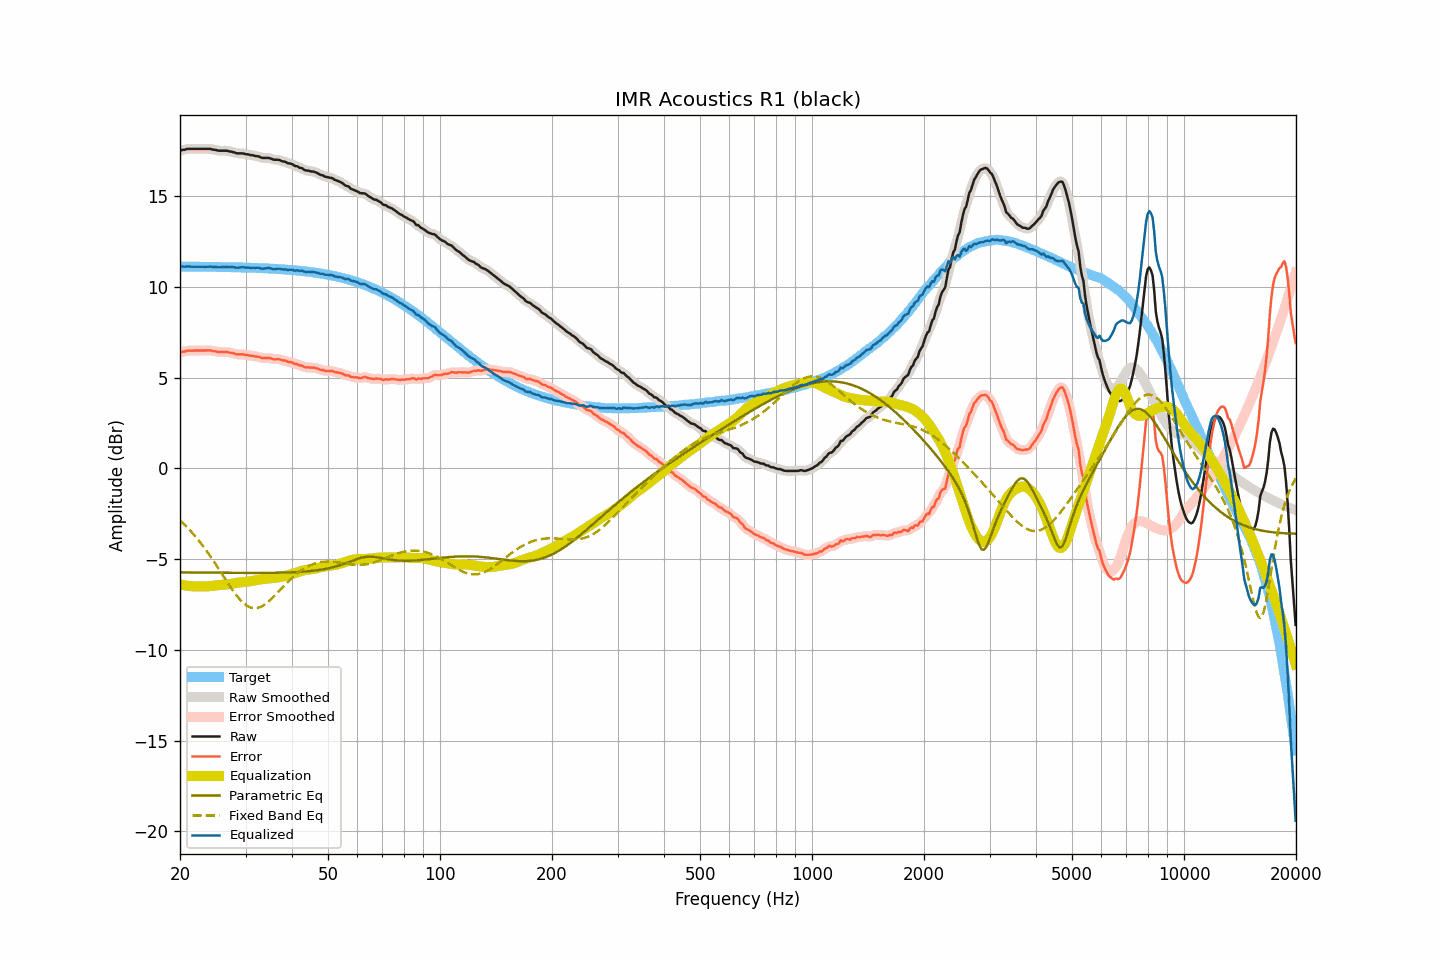 IMR Acoustics R1 (black)
Amplitude (dBr)
15
10
5
0
−5
−10
−15
−20
Target
Raw Smoothed
Error Smoothed
Raw
Error
Equalization
Parametric Eq
Fixed Band Eq
Equalized
20 50 100 200 500 1000 2000 5000 10000 20000
Frequency (Hz)